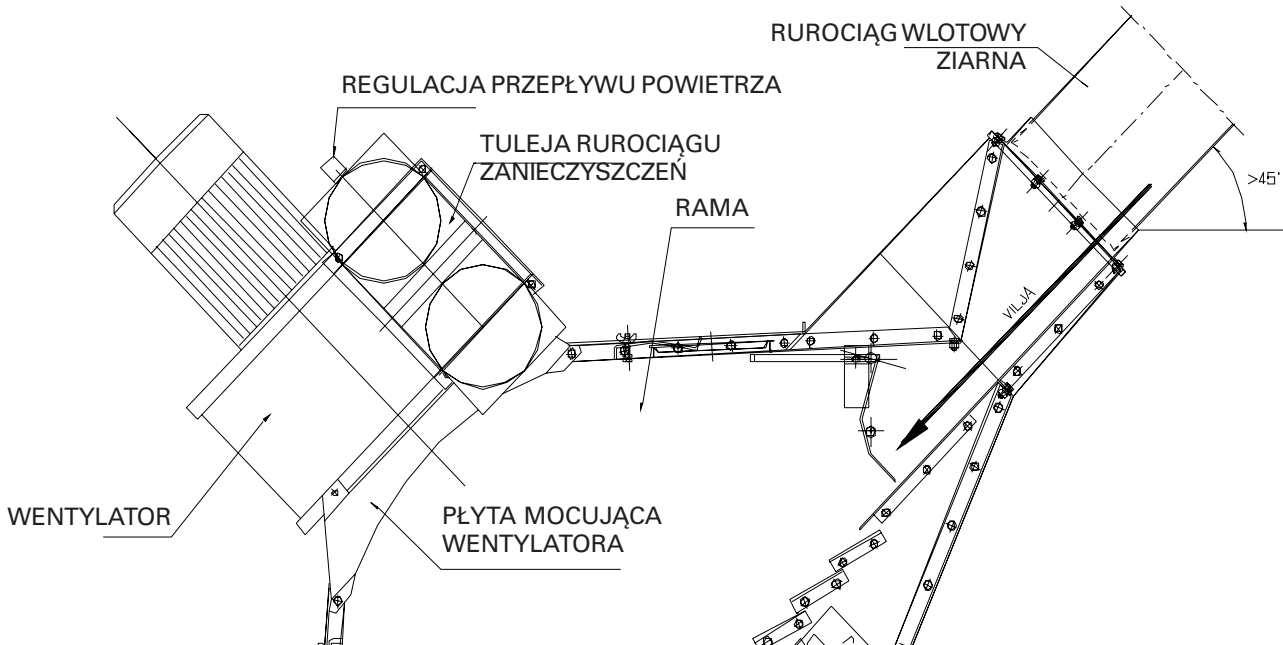 RUROCIĄG WLOTOWY
ZIARNA
REGULACJA PRZEPŁYWU POWIETRZA
TULEJA RUROCIĄGU
ZANIECZYSZCZEŃ
RAMA
>45°
VILJA
WENTYLATOR
PŁYTA MOCUJĄCA
WENTYLATORA